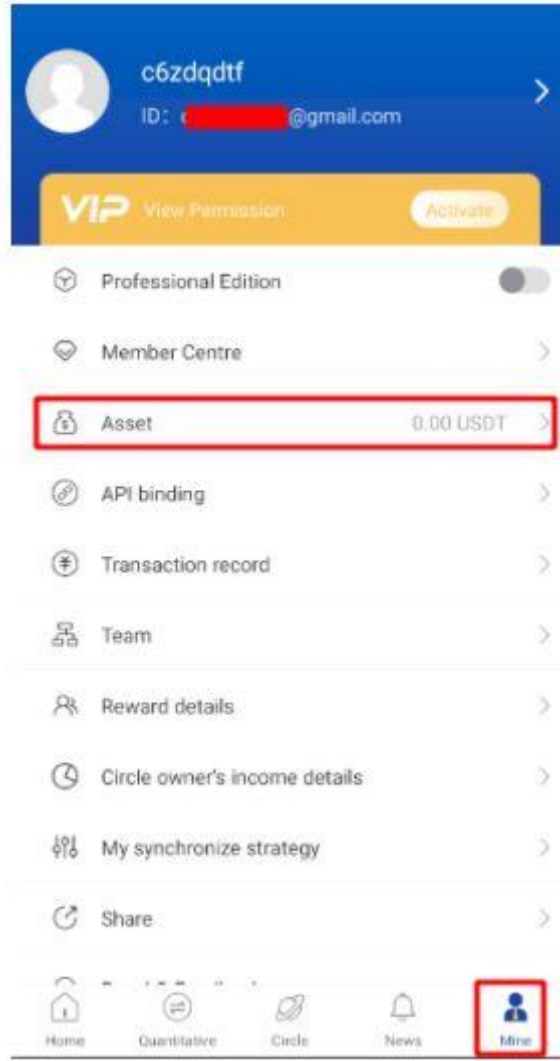 c6zdqdtf
ID: @gmail.com
VIP View Permission Activate
Professional Edition
Member Centre
Asset 0.00 USDT
API binding
Transaction record
Team
Reward details
Circle owner's income details
My synchronize strategy
Share
Home Quantitative Circle News Mine